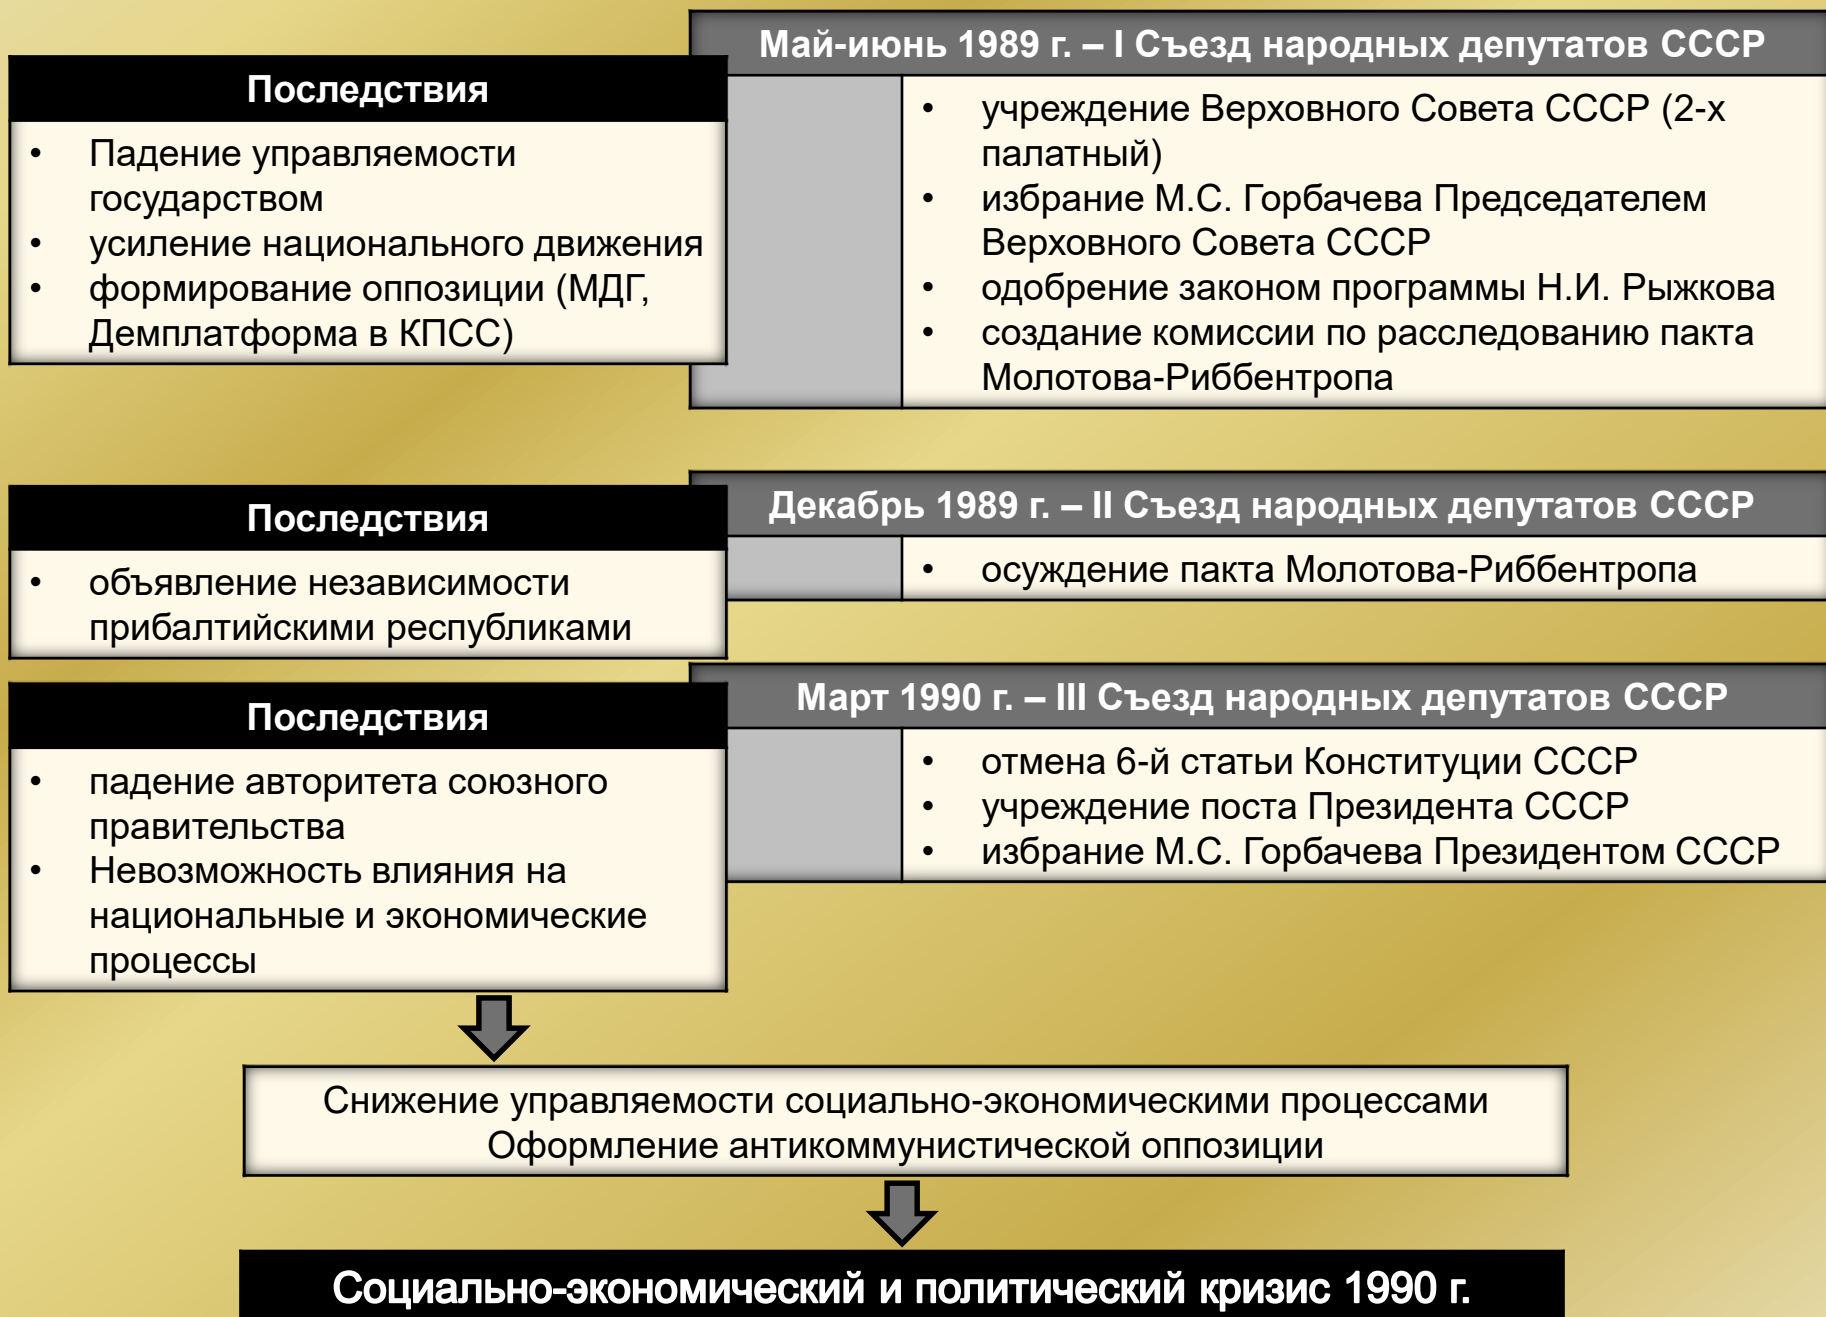 Май-июнь 1989 г. – I Съезд народных депутатов СССР
• учреждение Верховного Совета СССР (2-х
палатный)
• избрание М.С. Горбачева Председателем
Верховного Совета СССР
• одобрение законом программы Н.И. Рыжкова
• создание комиссии по расследованию пакта
Молотова-Риббентропа
Последствия
• Падение управляемости
государством
• усиление национального движения
• формирование оппозиции (МДГ,
Демплатформа в КПСС)
Декабрь 1989 г. – II Съезд народных депутатов СССР
• осуждение пакта Молотова-Риббентропа
Последствия
• объявление независимости
прибалтийскими республиками
Март 1990 г. – III Съезд народных депутатов СССР
• отмена 6-й статьи Конституции СССР
• учреждение поста Президента СССР
• избрание М.С. Горбачева Президентом СССР
Последствия
• падение авторитета союзного
правительства
• Невозможность влияния на
национальные и экономические
процессы
Снижение управляемости социально-экономическими процессами
Оформление антикоммунистической оппозиции
Социально-экономический и политический кризис 1990 г.